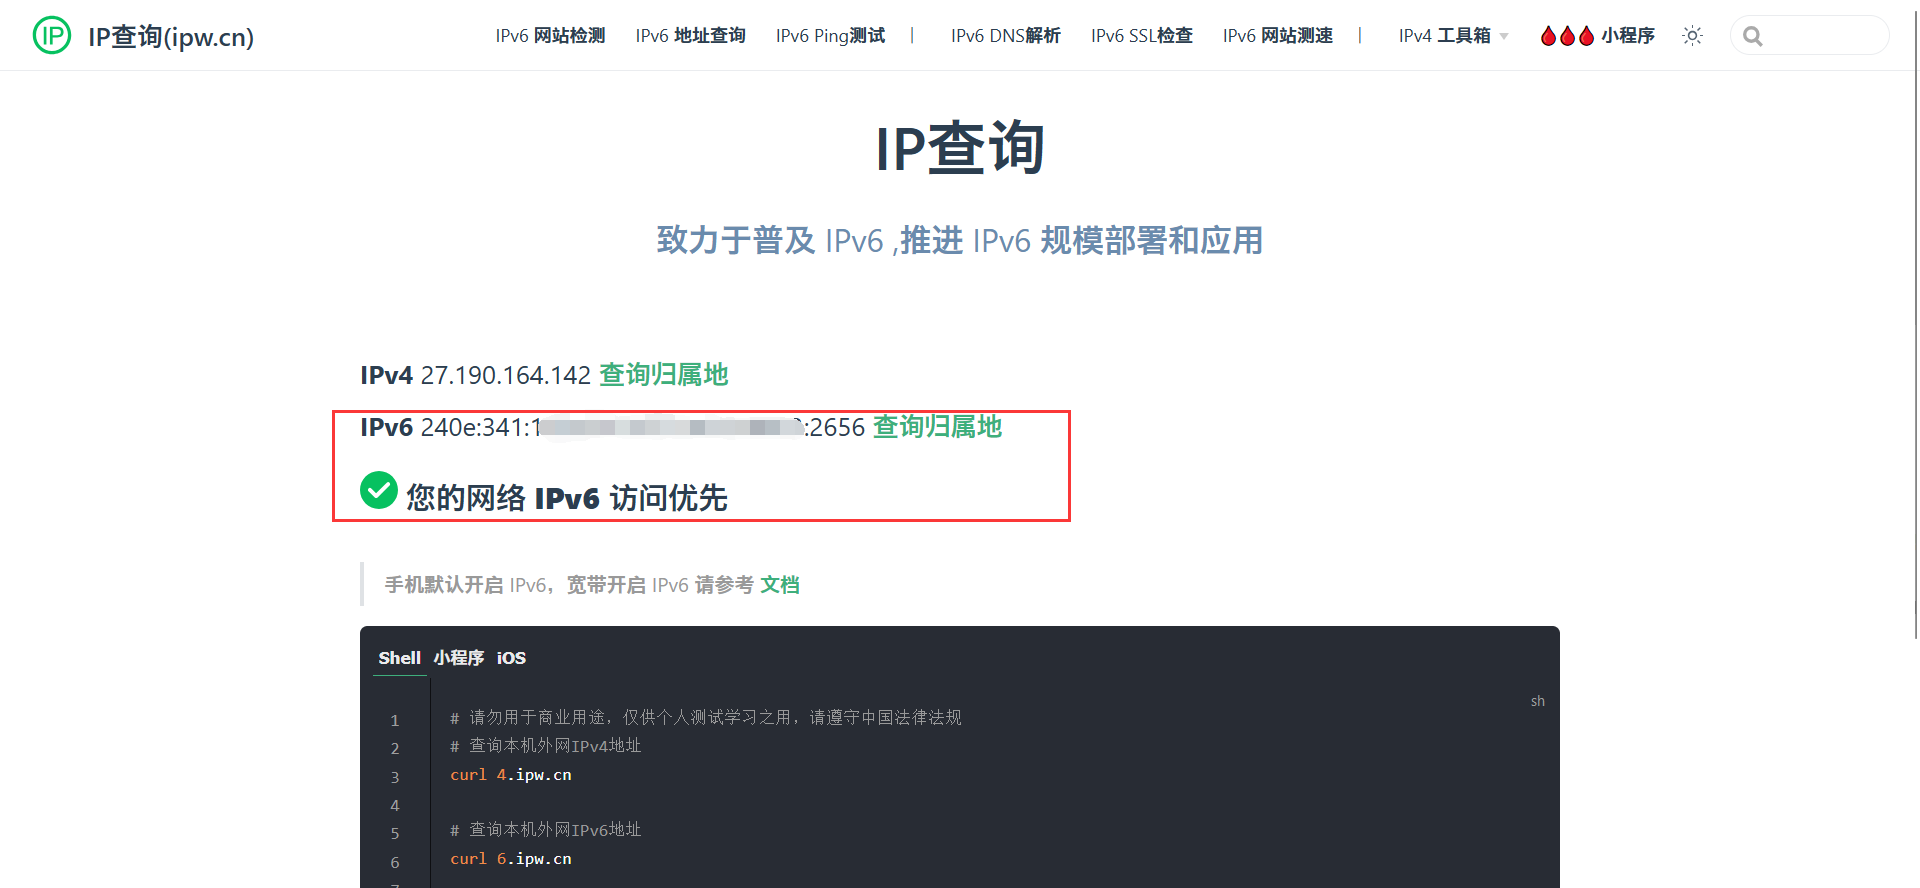 IP IP查询(ipw.cn) IPv6 网站检测 IPv6 地址查询 IPv6 Ping测试 | IPv6 DNS解析 IPv6 SSL检查 IPv6 网站测速 | IPv4 工具箱 🩸🩸🩸 小程序
IP查询
致力于普及 IPv6 ,推进 IPv6 规模部署和应用
IPv4 27.190.164.142 查询归属地
IPv6 240e:341:1 :2656 查询归属地
您的网络 IPv6 访问优先
手机默认开启 IPv6，宽带开启 IPv6 请参考 文档
Shell 小程序 iOS
sh
1 # 请勿用于商业用途，仅供个人测试学习之用，请遵守中国法律法规
2 # 查询本机外网IPv4地址
3 curl 4.ipw.cn
4
5 # 查询本机外网IPv6地址
6 curl 6.ipw.cn